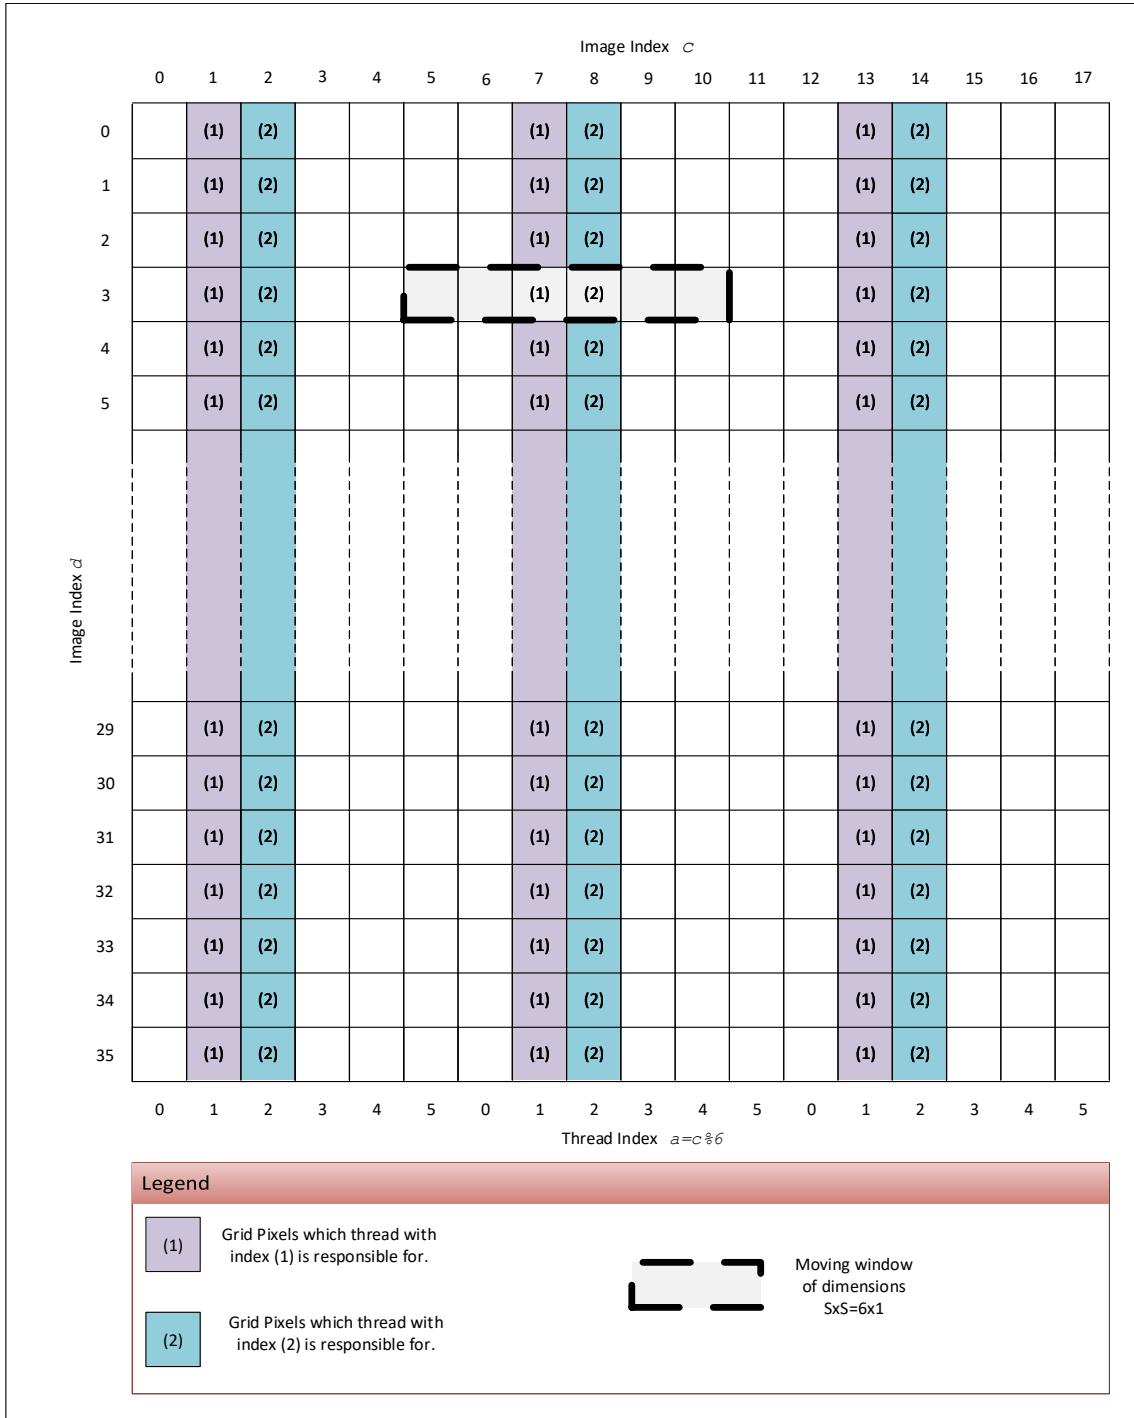 Image Index c
0 1 2 3 4 5 6 7 8 9 10 11 12 13 14 15 16 17
0 (1) (2) (1) (2) (1) (2)
1 (1) (2) (1) (2) (1) (2)
2 (1) (2) (1) (2) (1) (2)
3 (1) (2) (1) (2) (1) (2)
4 (1) (2) (1) (2) (1) (2)
5 (1) (2) (1) (2) (1) (2)
Image Index d
29 (1) (2) (1) (2) (1) (2)
30 (1) (2) (1) (2) (1) (2)
31 (1) (2) (1) (2) (1) (2)
32 (1) (2) (1) (2) (1) (2)
33 (1) (2) (1) (2) (1) (2)
34 (1) (2) (1) (2) (1) (2)
35 (1) (2) (1) (2) (1) (2)
0 1 2 3 4 5 0 1 2 3 4 5 0 1 2 3 4 5
Thread Index a=c%6
Legend
(1)
Grid Pixels which thread with
index (1) is responsible for.
(2)
Grid Pixels which thread with
index (2) is responsible for.
Moving window
of dimensions
SxS=6x1